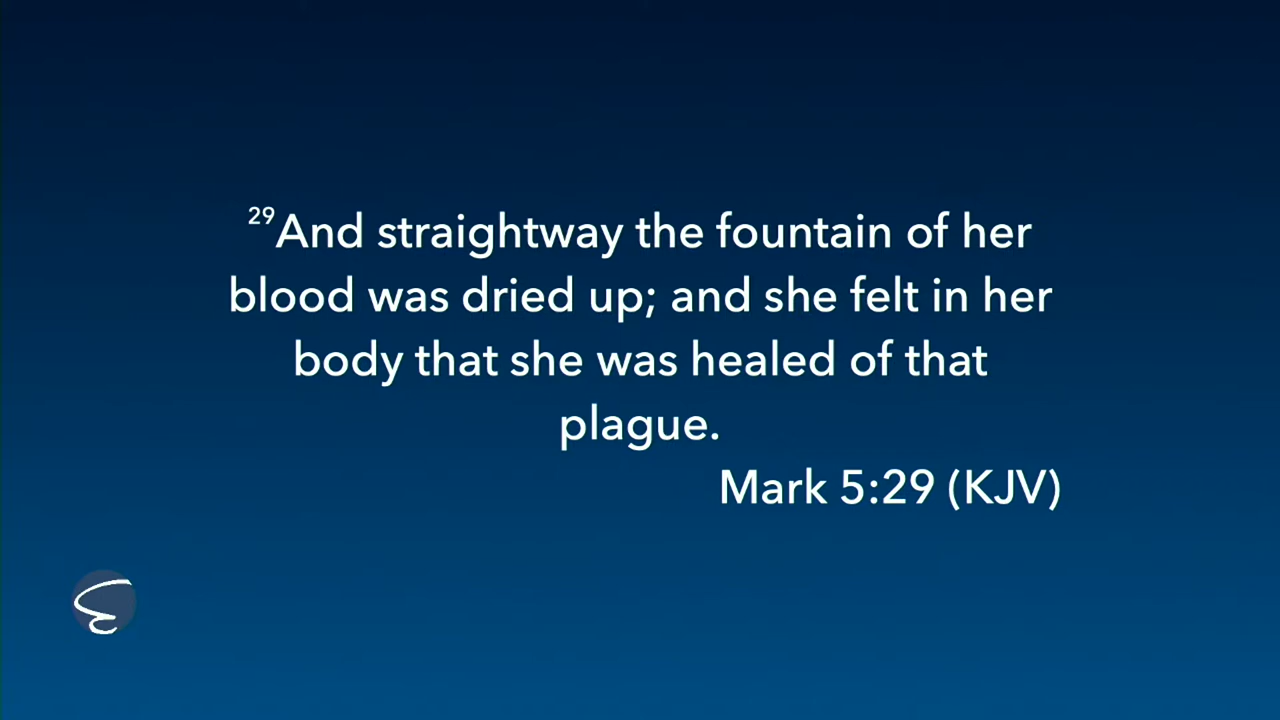 29And straightway the fountain of her
blood was dried up; and she felt in her
body that she was healed of that
plague.
Mark 5:29 (KJV)